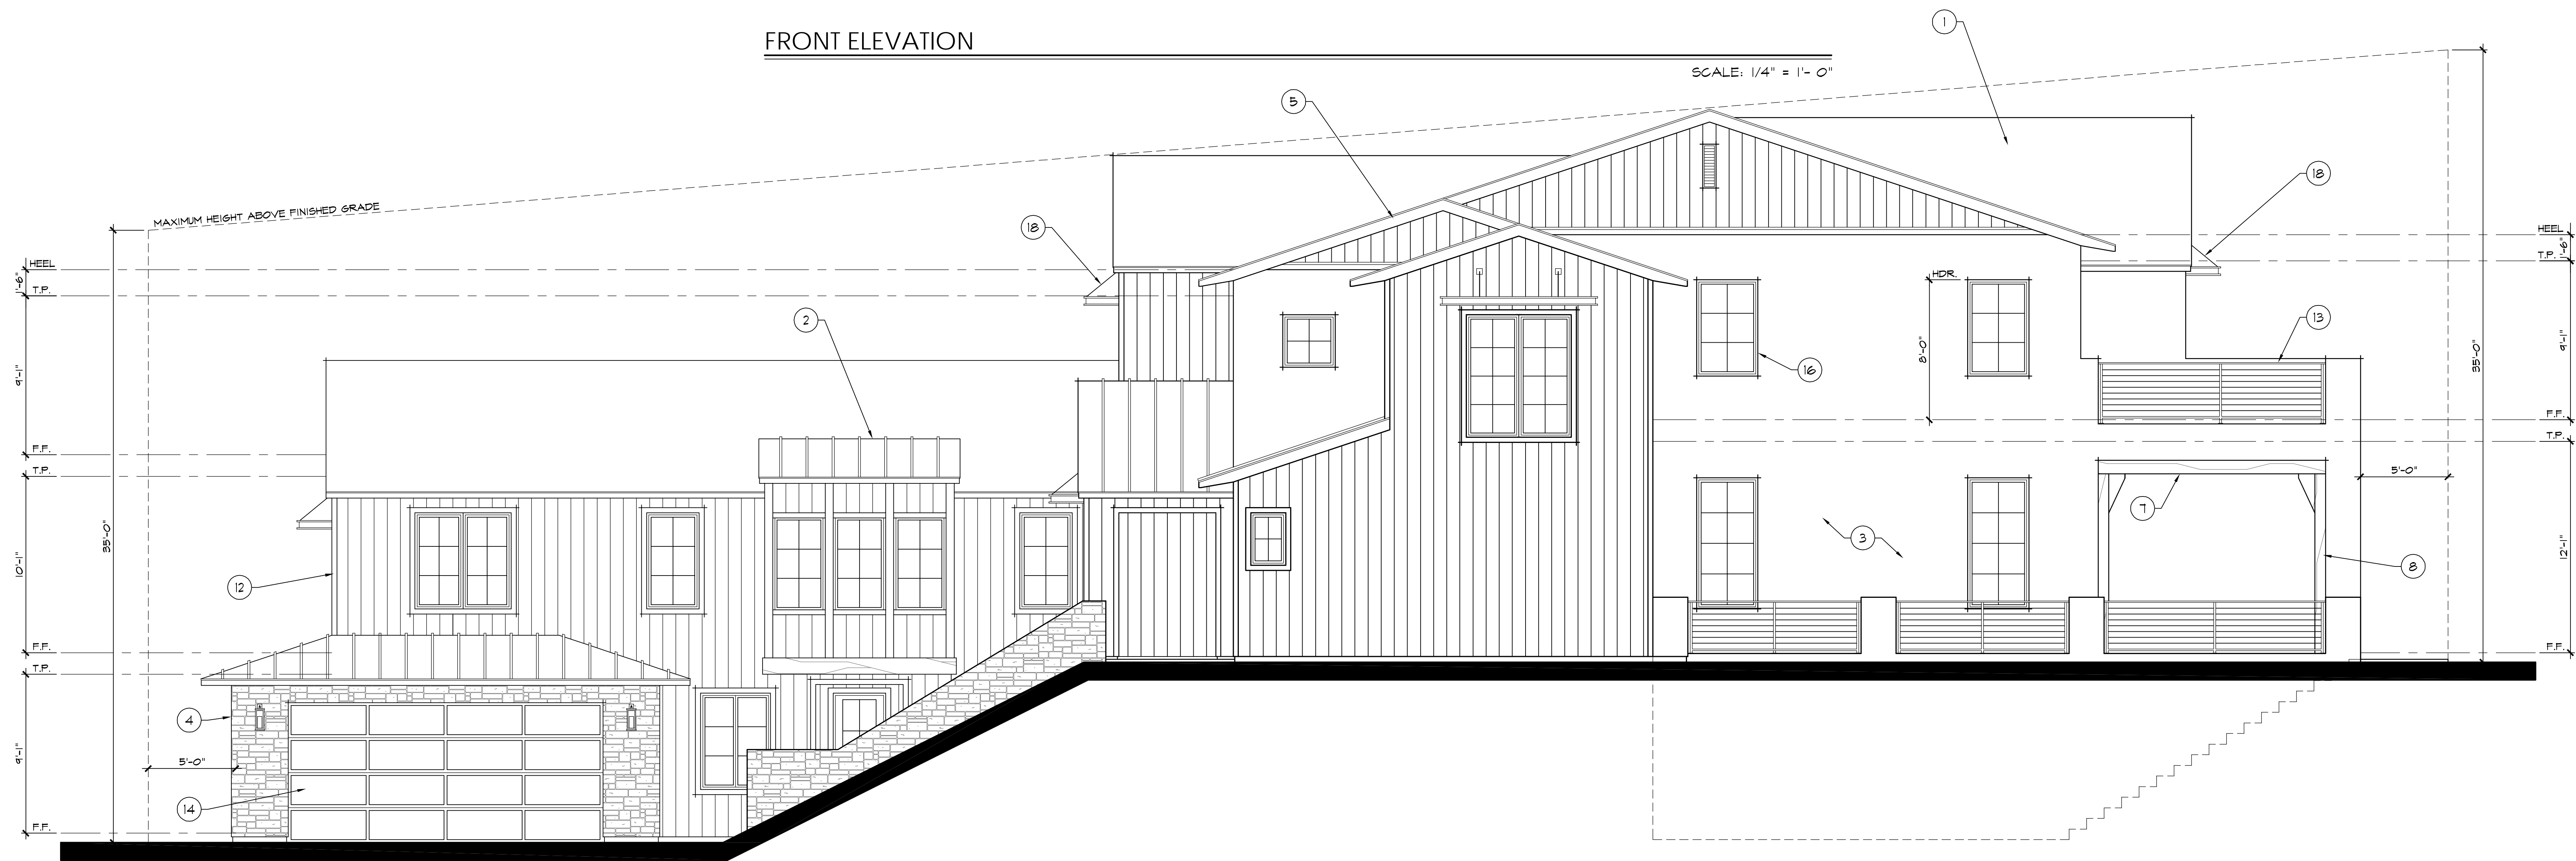 FRONT ELEVATION
SCALE: 1/4" = 1'- 0"
1
5
MAXIMUM HEIGHT ABOVE FINISHED GRADE
18
18
HEEL
HEEL
1'-6"
1'-6"
T.P.
T.P.
HDR.
2
13
9'-1"
8'-0"
16
9'-1"
35'-0"
F.F.
F.F.
T.P.
T.P.
5'-0"
35'-0"
7
3
10'-1"
12
8
12'-1"
F.F.
F.F.
T.P.
4
9'-1"
5'-0"
14
F.F.